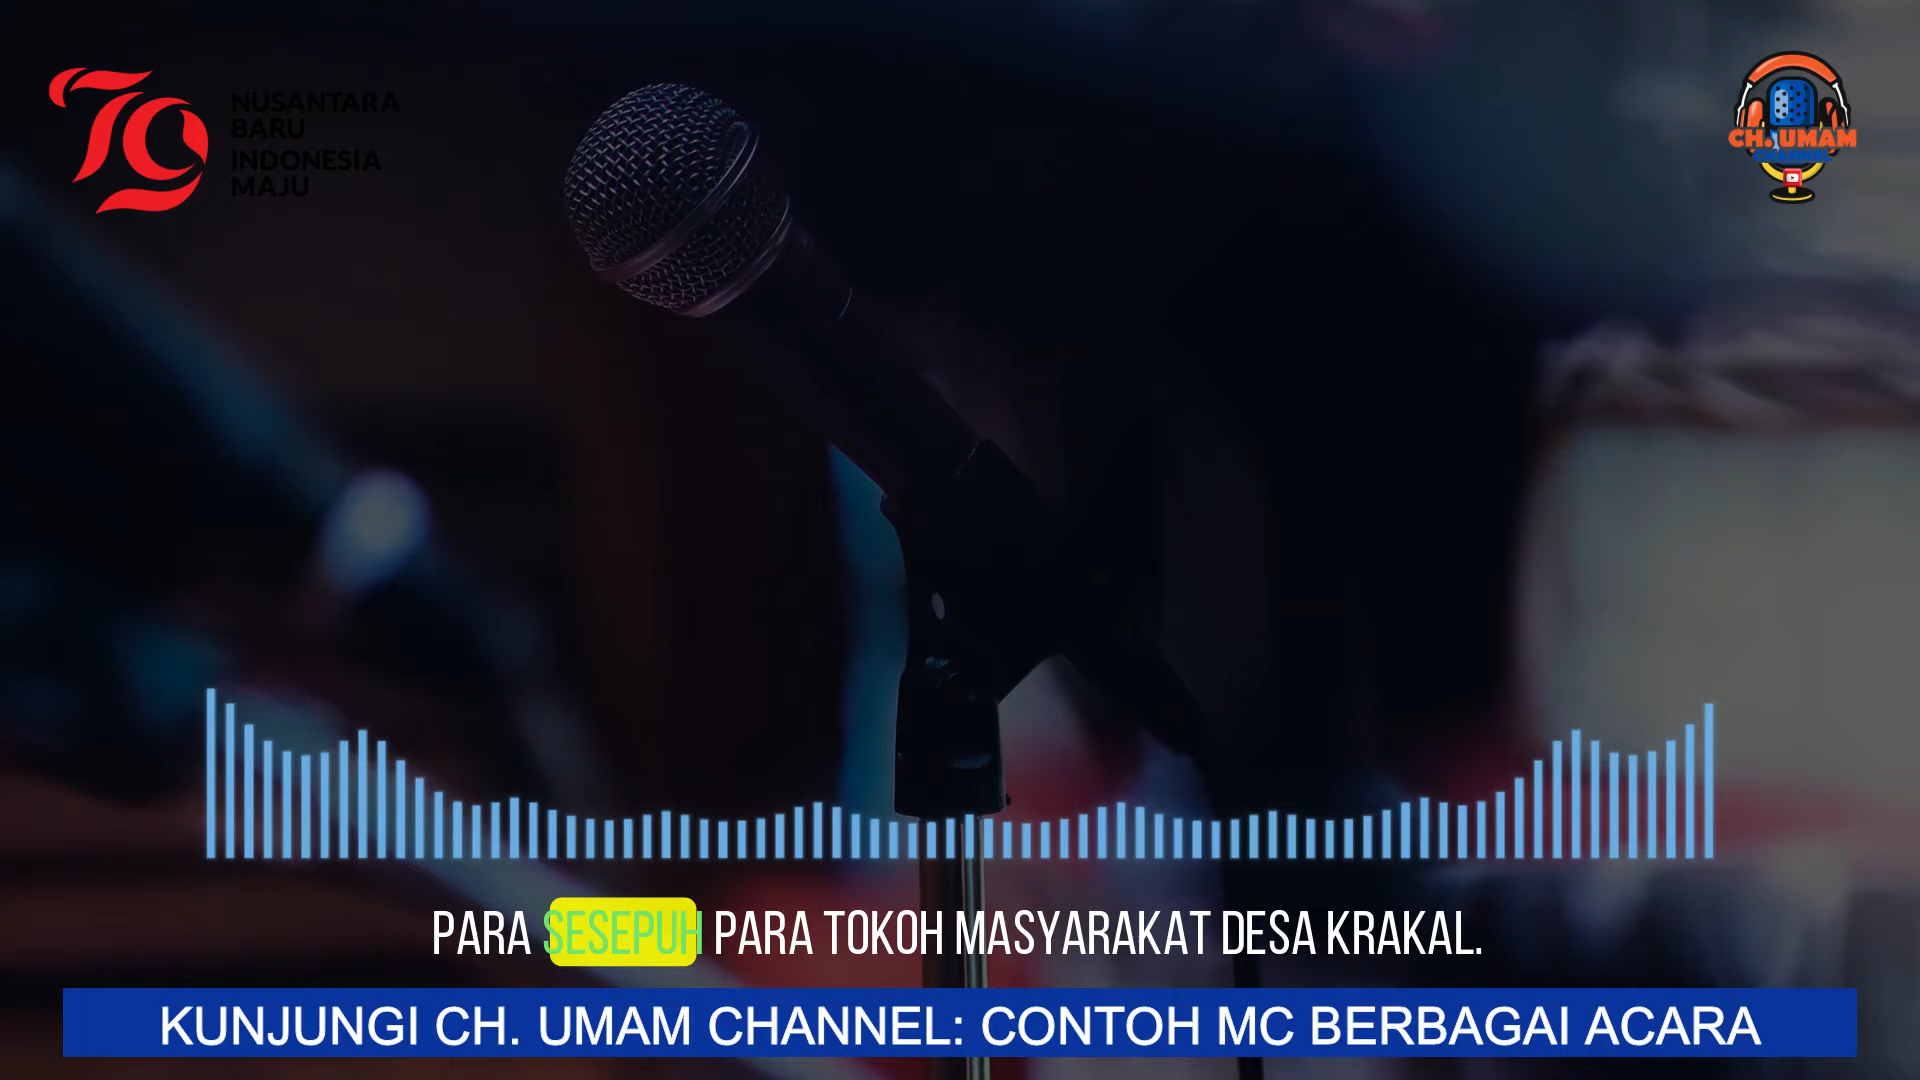 79
NUSANTARA
BARU
INDONESIA
MAJU
CH. UMAM
CHANNEL
PARA SESEPUH PARA TOKOH MASYARAKAT DESA KRAKAL.
KUNJUNGI CH. UMAM CHANNEL: CONTOH MC BERBAGAI ACARA